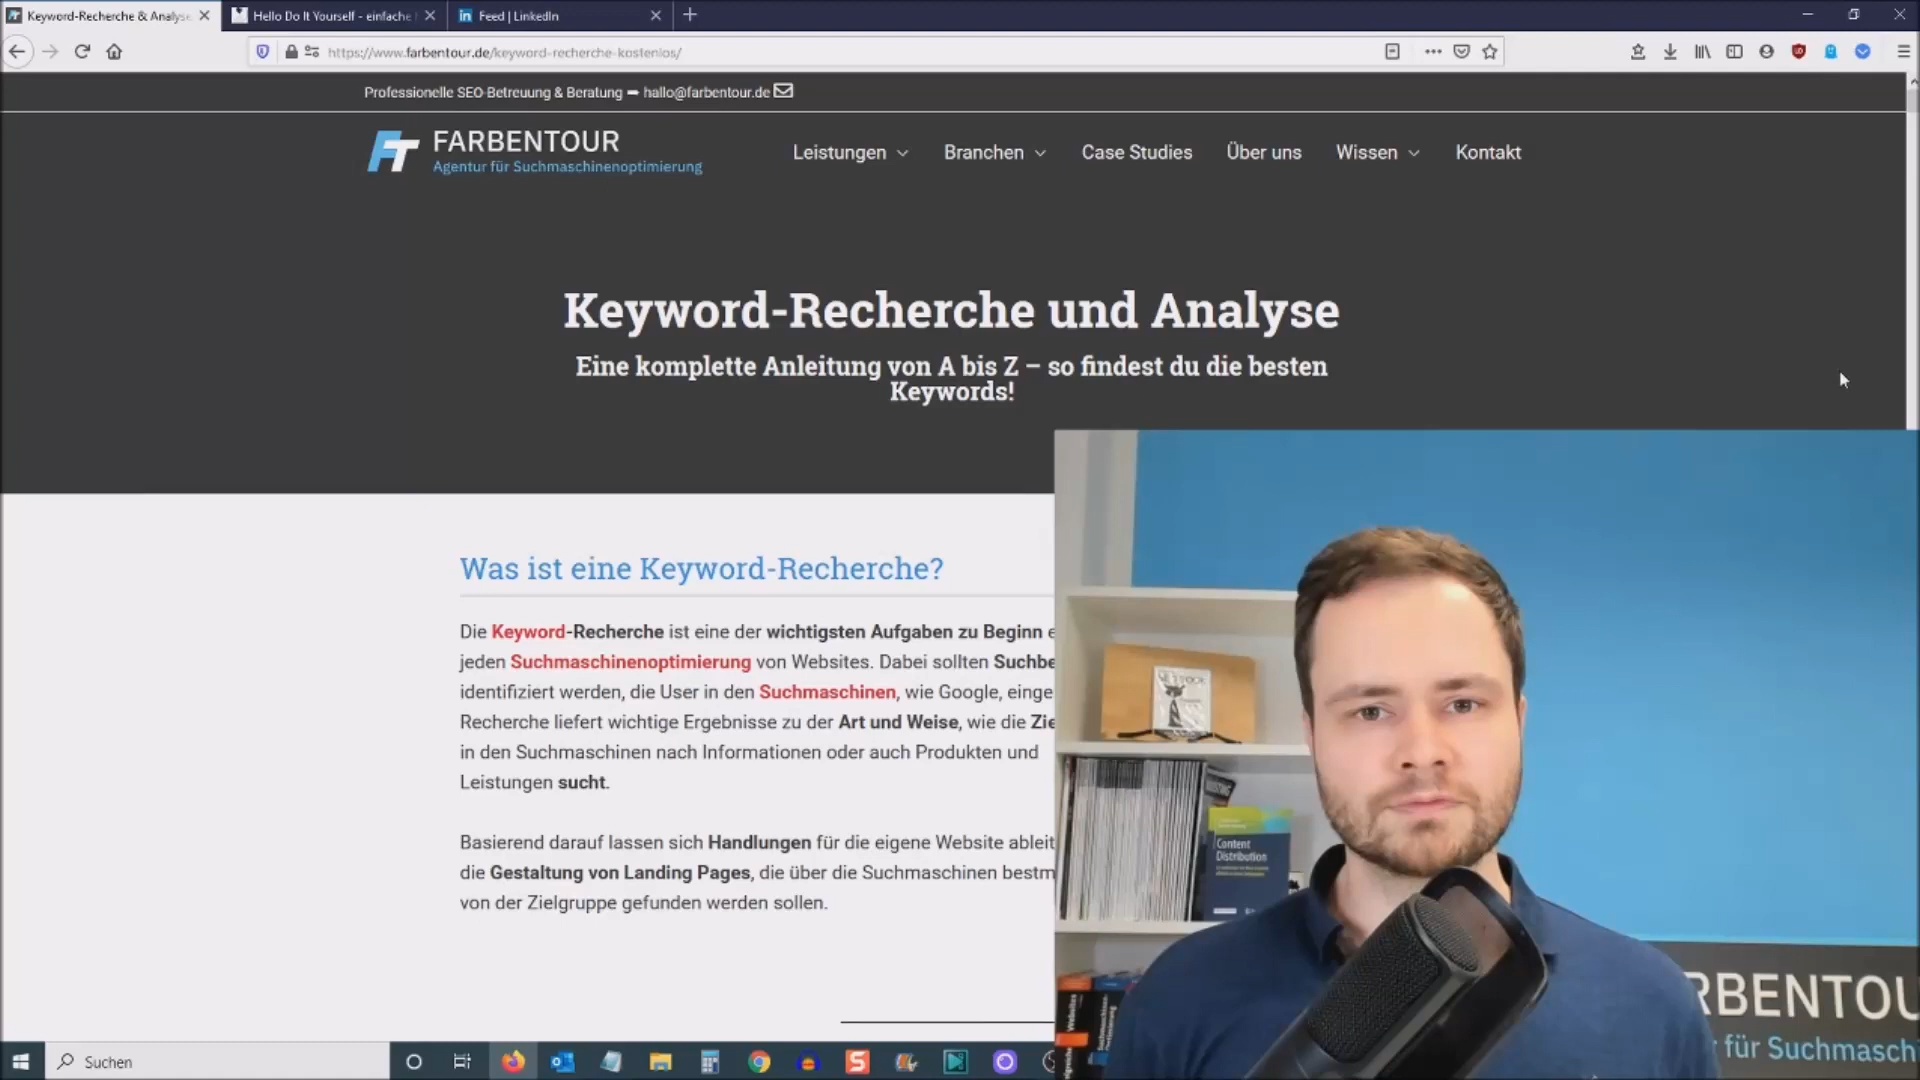 Keyword-Recherche & Analyse
Hello Do It Yourself - einfache
Feed | LinkedIn
https://www.farbentour.de/keyword-recherche-kostenlos/
Professionelle SEO-Betreuung & Beratung ➡ hallo@farbentour.de
FT FARBENTOUR
Agentur für Suchmaschinenoptimierung
Leistungen Branchen Case Studies Über uns Wissen Kontakt
Keyword-Recherche und Analyse
Eine komplette Anleitung von A bis Z – so findest du die besten
Keywords!
Was ist eine Keyword-Recherche?
Die Keyword-Recherche ist eine der wichtigsten Aufgaben zu Beginn e
jeden Suchmaschinenoptimierung von Websites. Dabei sollten Suchbe
identifiziert werden, die User in den Suchmaschinen, wie Google, einge
Recherche liefert wichtige Ergebnisse zu der Art und Weise, wie die Zie
in den Suchmaschinen nach Informationen oder auch Produkten und
Leistungen sucht.
Basierend darauf lassen sich Handlungen für die eigene Website ableit
die Gestaltung von Landing Pages, die über die Suchmaschinen bestm
von der Zielgruppe gefunden werden sollen.
Content
Distribution
RBENTOU
für Suchmasch
Suchen